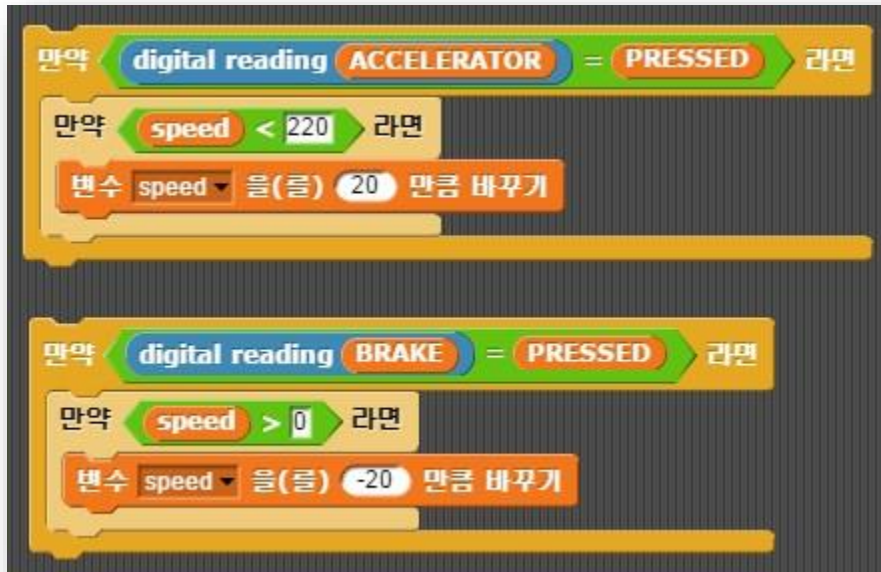 만약 digital reading ACCELERATOR = PRESSED 라면
만약 speed < 220 라면
변수 speed 을(를) 20 만큼 바꾸기
만약 digital reading BRAKE = PRESSED 라면
만약 speed > 0 라면
변수 speed 을(를) -20 만큼 바꾸기